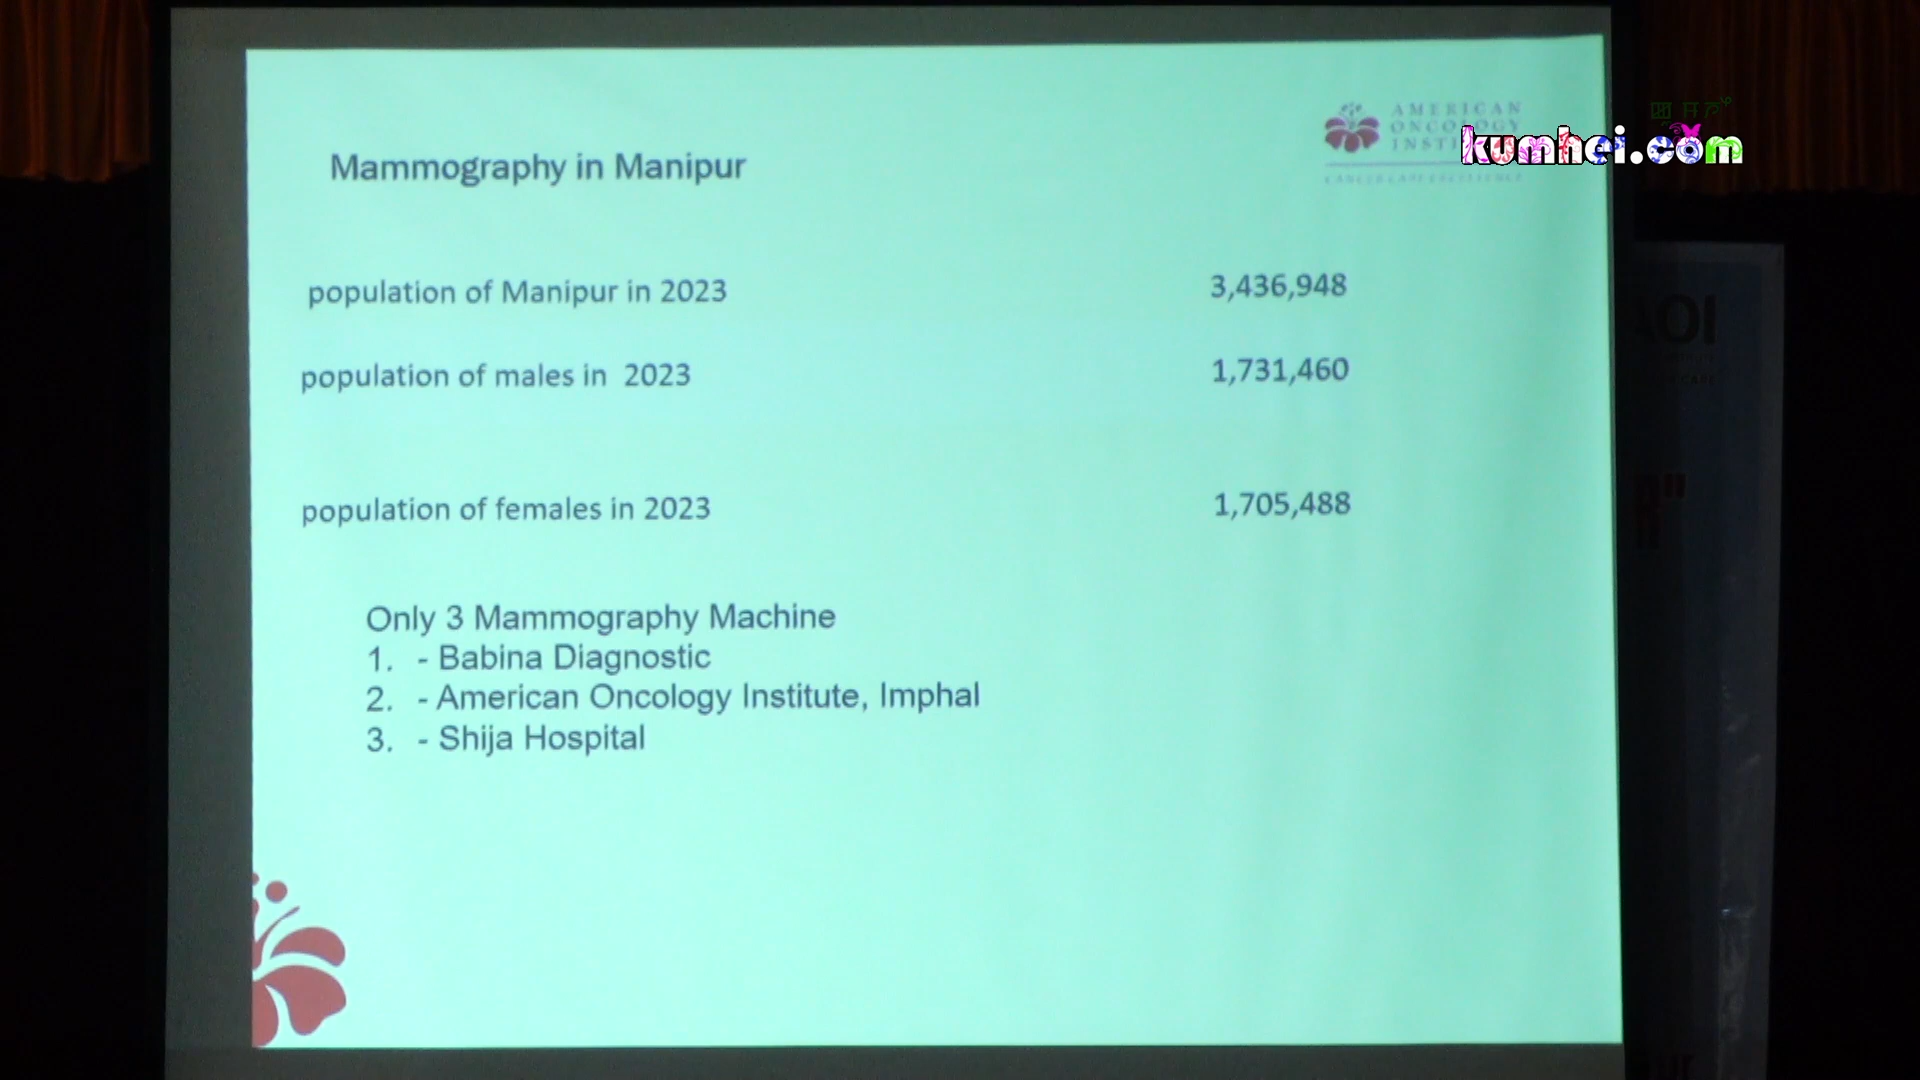 AMERICAN
ONCOLOGY
kumhei.com
Mammography in Manipur
population of Manipur in 2023 3,436,948
population of males in 2023 1,731,460
population of females in 2023 1,705,488
Only 3 Mammography Machine
1. - Babina Diagnostic
2. - American Oncology Institute, Imphal
3. - Shija Hospital
AOI